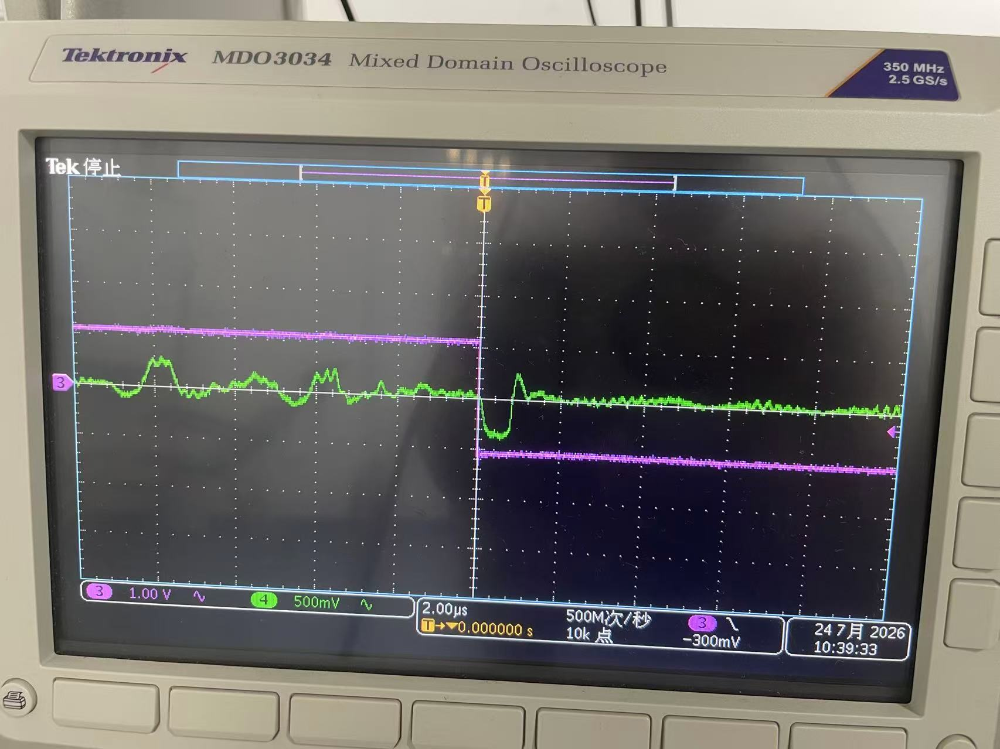 Tektronix MDO3034 Mixed Domain Oscilloscope
350 MHz
2.5 GS/s
Tek 停止
T
T
3
3 1.00 V
4 500mV
2.00μs
T→▼0.000000 s
500M次/秒
10k 点
3 \
-300mV
24 7月 2026
10:39:33